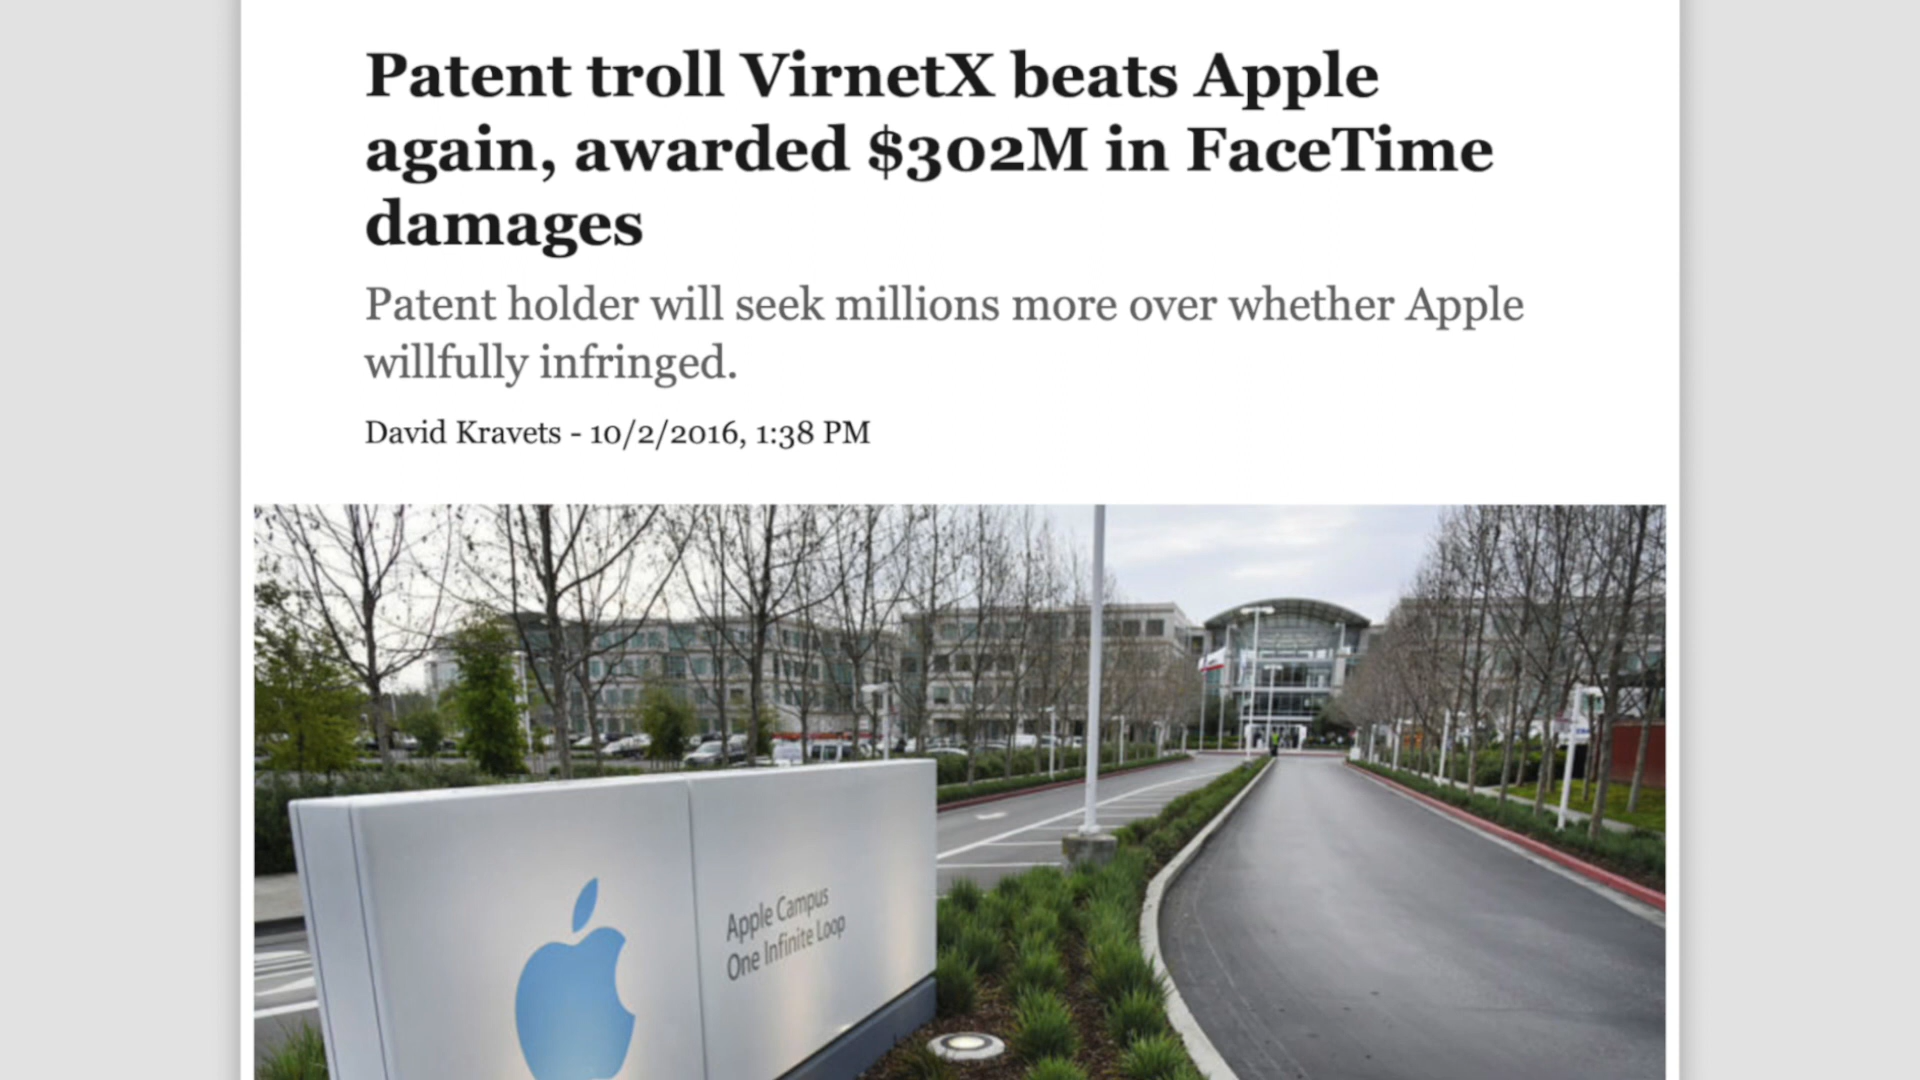 Patent troll VirnetX beats Apple
again, awarded $302M in FaceTime
damages
Patent holder will seek millions more over whether Apple
willfully infringed.
David Kravets - 10/2/2016, 1:38 PM
Apple Campus
One Infinite Loop